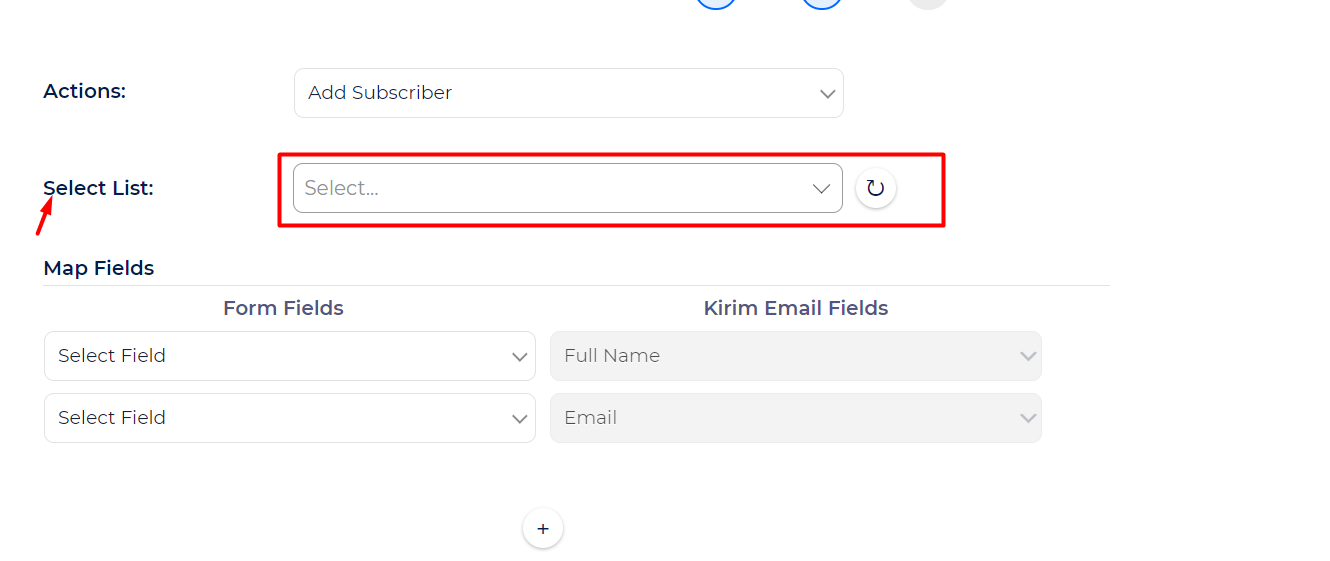 Actions:
Add Subscriber
Select List:
Select...
Map Fields
Form Fields
Kirim Email Fields
Select Field
Full Name
Select Field
Email
+